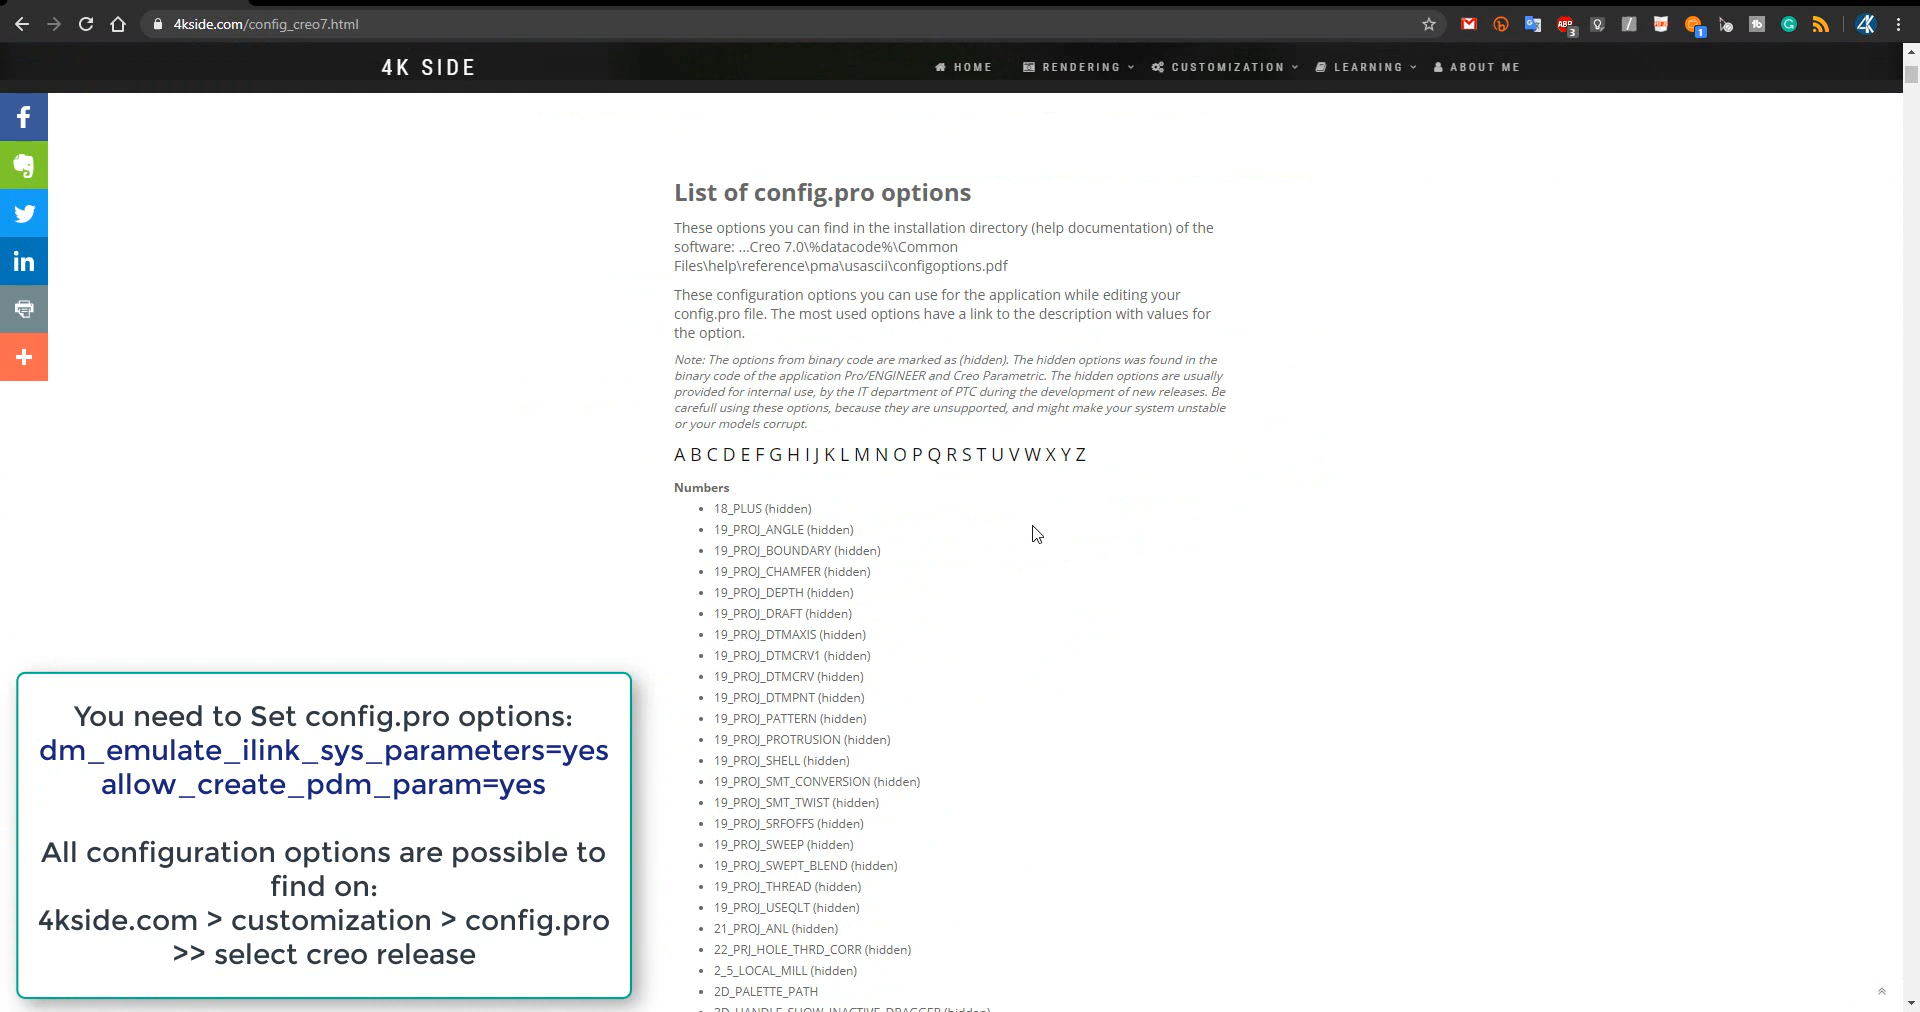 4kside.com/config_creo7.html
3
1
4K SIDE
HOME
RENDERING
CUSTOMIZATION
LEARNING
ABOUT ME
List of config.pro options
These options you can find in the installation directory (help documentation) of the
software: ...Creo 7.0\%datacode%\Common
Files\help\reference\pma\usascii\configoptions.pdf
These configuration options you can use for the application while editing your
config.pro file. The most used options have a link to the description with values for
the option.
Note: The options from binary code are marked as (hidden). The hidden options was found in the
binary code of the application Pro/ENGINEER and Creo Parametric. The hidden options are usually
provided for internal use, by the IT department of PTC during the development of new releases. Be
carefull using these options, because they are unsupported, and might make your system unstable
or your models corrupt.
A B C D E F G H I J K L M N O P Q R S T U V W X Y Z
Numbers
• 18_PLUS (hidden)
• 19_PROJ_ANGLE (hidden)
• 19_PROJ_BOUNDARY (hidden)
• 19_PROJ_CHAMFER (hidden)
• 19_PROJ_DEPTH (hidden)
• 19_PROJ_DRAFT (hidden)
• 19_PROJ_DTMAXIS (hidden)
• 19_PROJ_DTMCRV1 (hidden)
• 19_PROJ_DTMCRV (hidden)
• 19_PROJ_DTMPNT (hidden)
• 19_PROJ_PATTERN (hidden)
• 19_PROJ_PROTRUSION (hidden)
• 19_PROJ_SHELL (hidden)
• 19_PROJ_SMT_CONVERSION (hidden)
• 19_PROJ_SMT_TWIST (hidden)
• 19_PROJ_SRFOFFS (hidden)
• 19_PROJ_SWEEP (hidden)
• 19_PROJ_SWEPT_BLEND (hidden)
• 19_PROJ_THREAD (hidden)
• 19_PROJ_USEQLT (hidden)
• 21_PROJ_ANL (hidden)
• 22_PRJ_HOLE_THRD_CORR (hidden)
• 2_5_LOCAL_MILL (hidden)
• 2D_PALETTE_PATH
You need to Set config.pro options:
dm_emulate_ilink_sys_parameters=yes
allow_create_pdm_param=yes
All configuration options are possible to
find on:
4kside.com > customization > config.pro
>> select creo release